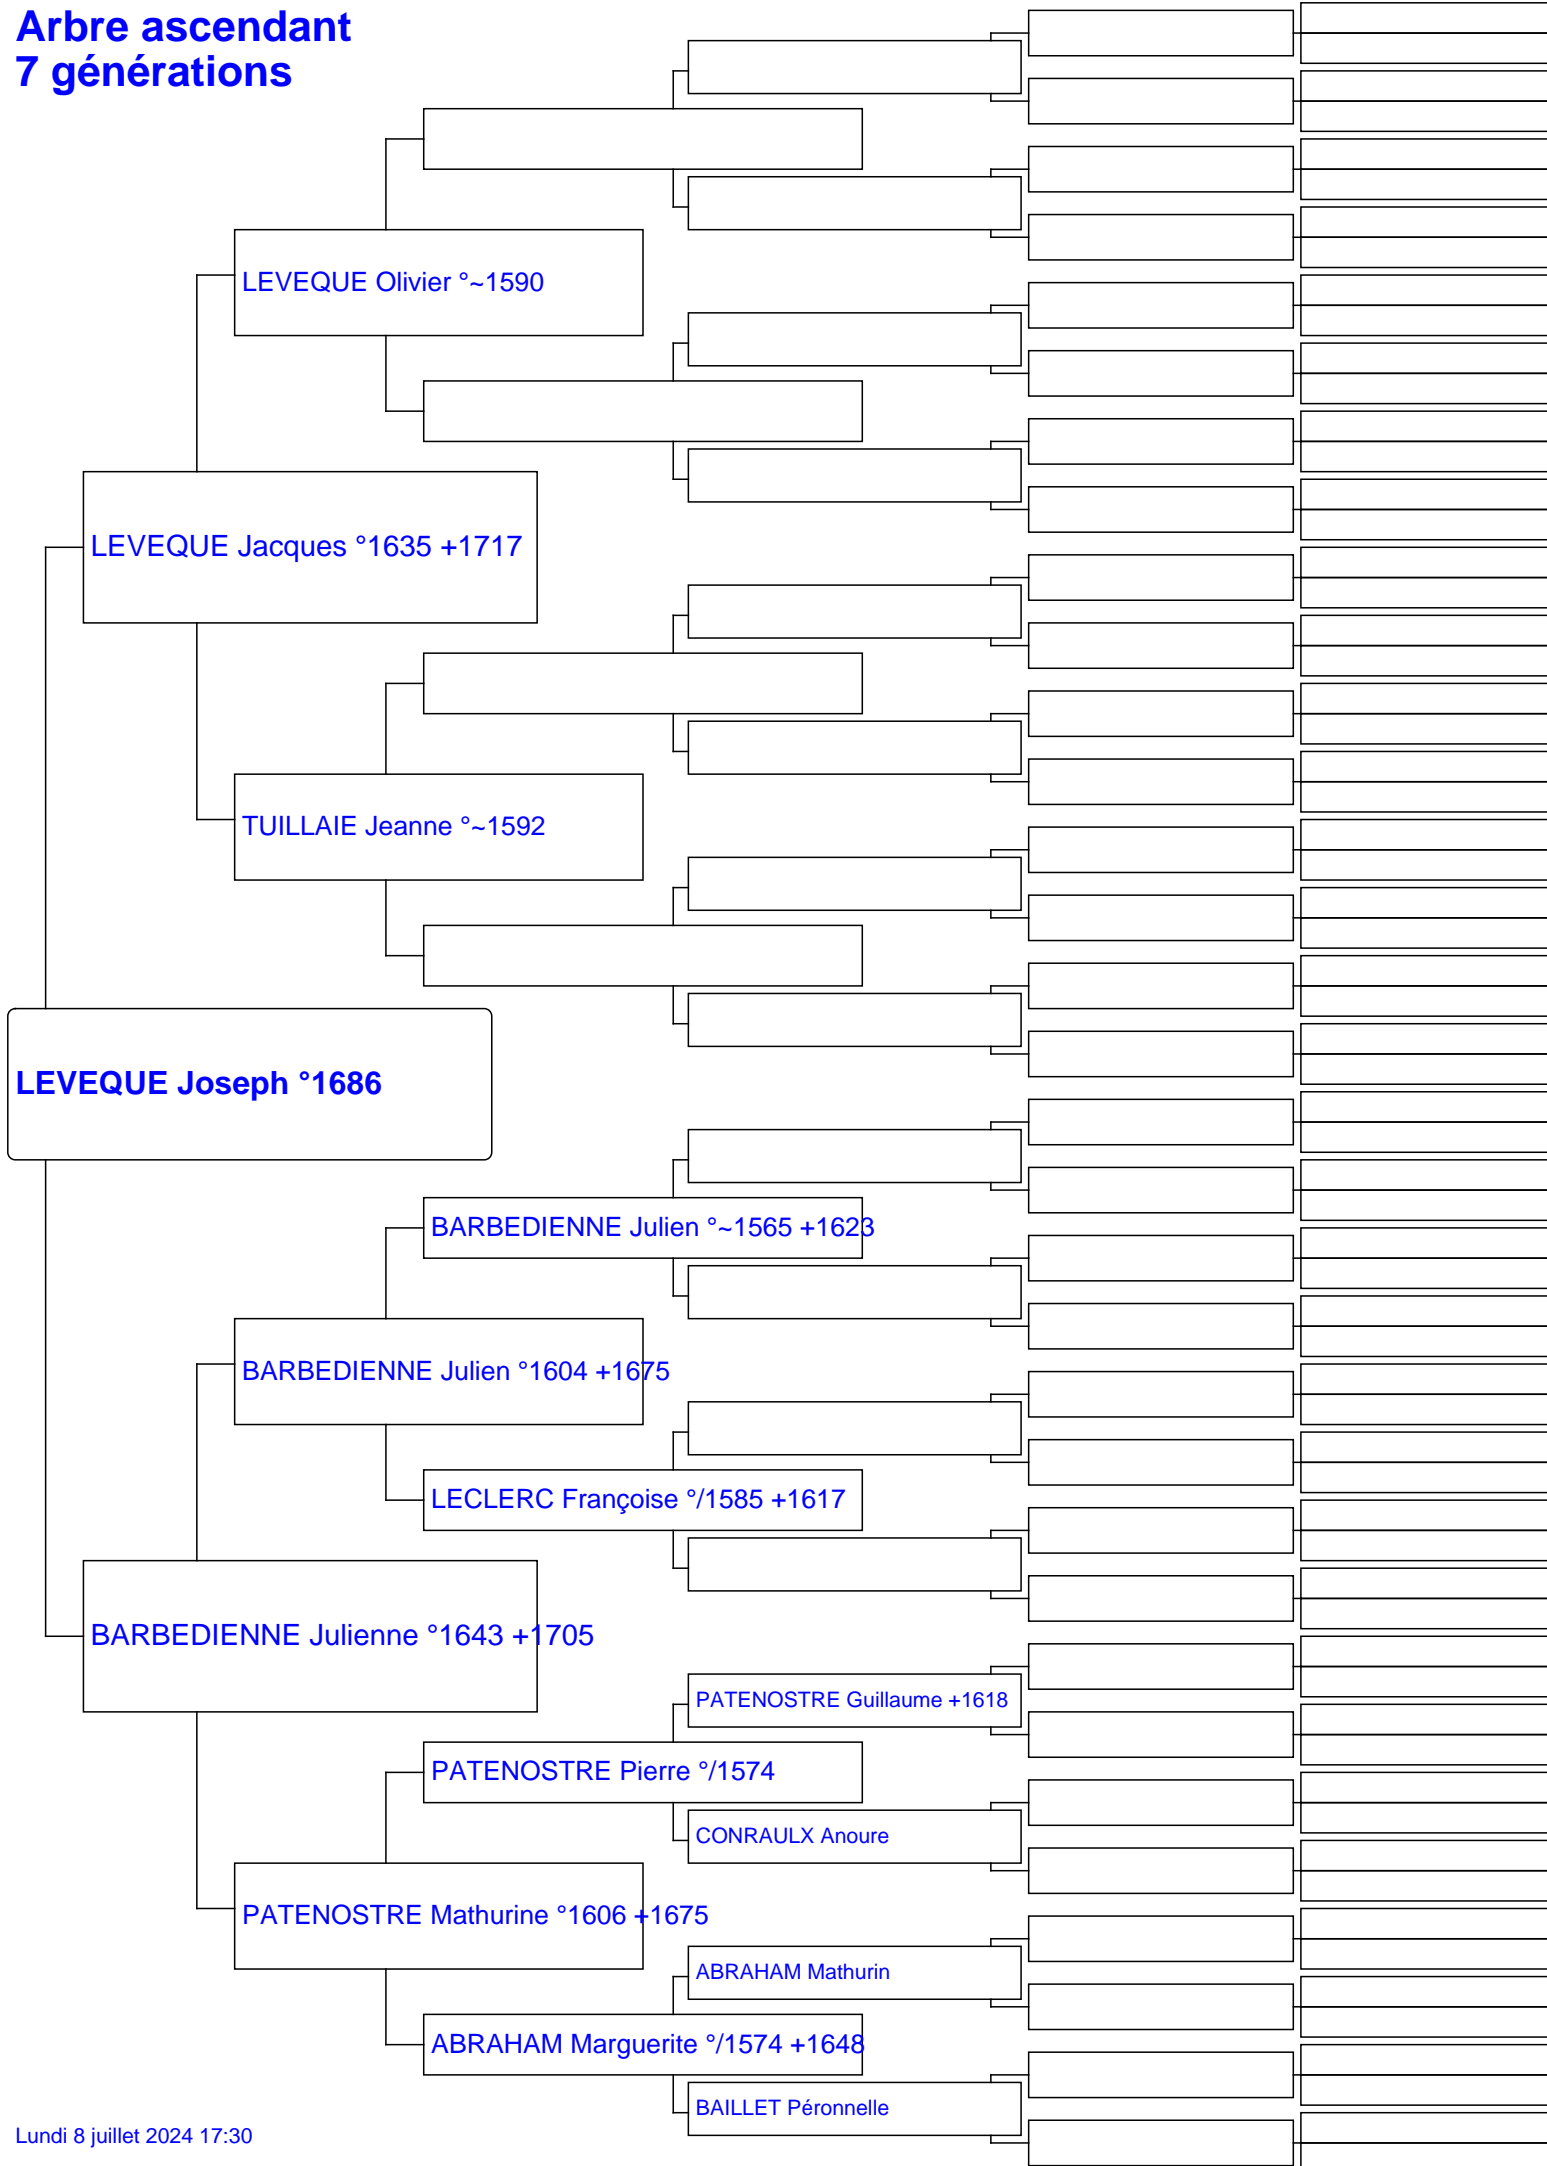 Arbre ascendant
7 générations
LEVEQUE Olivier °~1590
LEVEQUE Jacques °1635 +1717
TUILLAIE Jeanne °~1592
LEVEQUE Joseph °1686
BARBEDIENNE Julien °~1565 +1623
BARBEDIENNE Julien °1604 +1675
LECLERC Françoise °/1585 +1617
BARBEDIENNE Julienne °1643 +1705
PATENOSTRE Guillaume +1618
PATENOSTRE Pierre °/1574
CONRAULX Anoure
PATENOSTRE Mathurine °1606 +1675
ABRAHAM Mathurin
ABRAHAM Marguerite °/1574 +1648
BAILLET Péronnelle
Lundi 8 juillet 2024 17:30